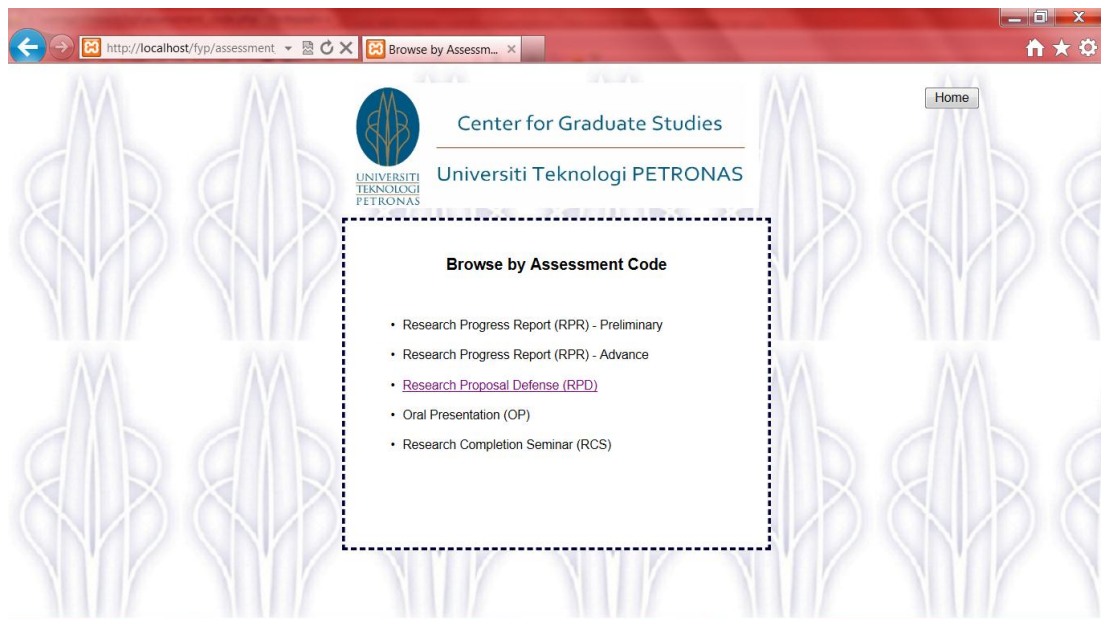 http://localhost/fyp/assessment
Browse by Assessm...
Home
Center for Graduate Studies
Universiti Teknologi PETRONAS
UNIVERSITI
TEKNOLOGI
PETRONAS
Browse by Assessment Code
• Research Progress Report (RPR) - Preliminary
• Research Progress Report (RPR) - Advance
• Research Proposal Defense (RPD)
• Oral Presentation (OP)
• Research Completion Seminar (RCS)